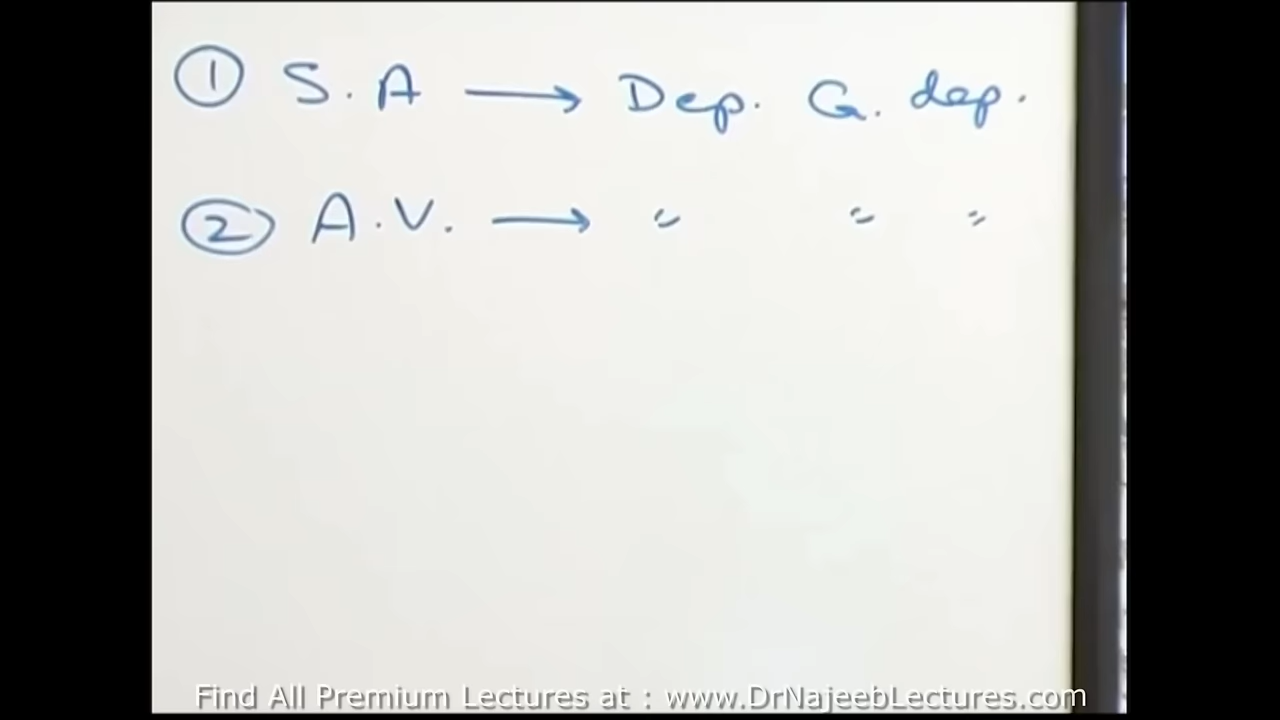 ① S.A → Dep. G. dep.
② A.V. → " " "
Find All Premium Lectures at : www.DrNajeebLectures.com